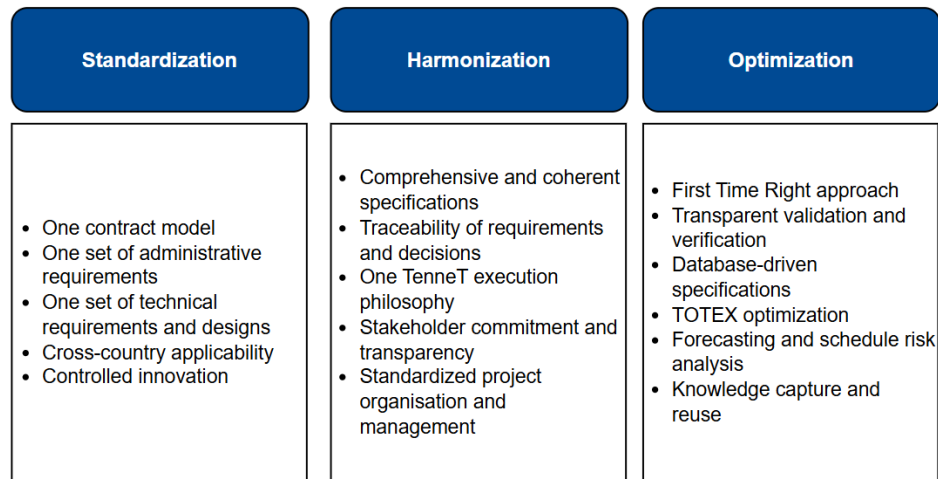 Standardization
• One contract model
• One set of administrative
requirements
• One set of technical
requirements and designs
• Cross-country applicability
• Controlled innovation
Harmonization
• Comprehensive and coherent
specifications
• Traceability of requirements
and decisions
• One TenneT execution
philosophy
• Stakeholder commitment and
transparency
• Standardized project
organisation and
management
Optimization
• First Time Right approach
• Transparent validation and
verification
• Database-driven
specifications
• TOTEX optimization
• Forecasting and schedule risk
analysis
• Knowledge capture and
reuse